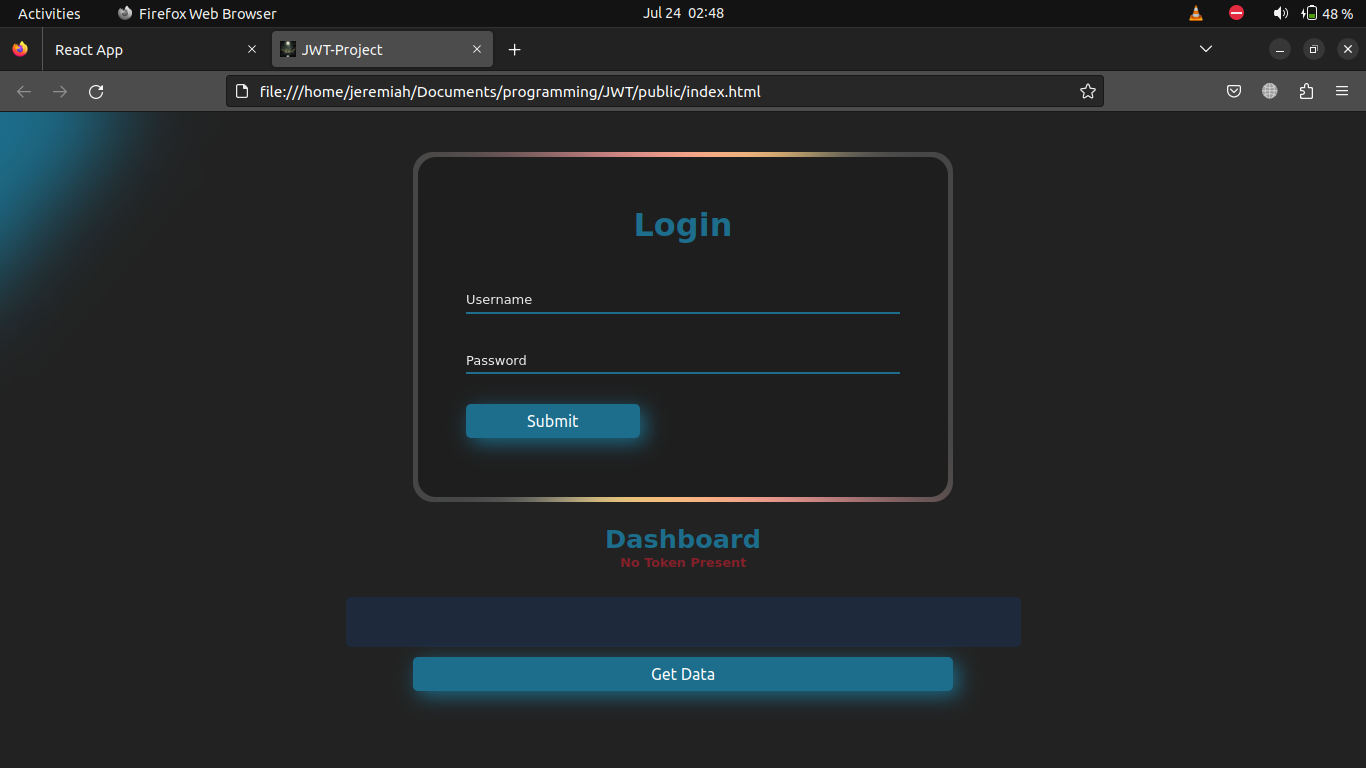 Activities Firefox Web Browser Jul 24 02:48 48 %
React App JWT-Project
file:///home/jeremiah/Documents/programming/JWT/public/index.html
Login
Username
Password
Submit
Dashboard
No Token Present
Get Data